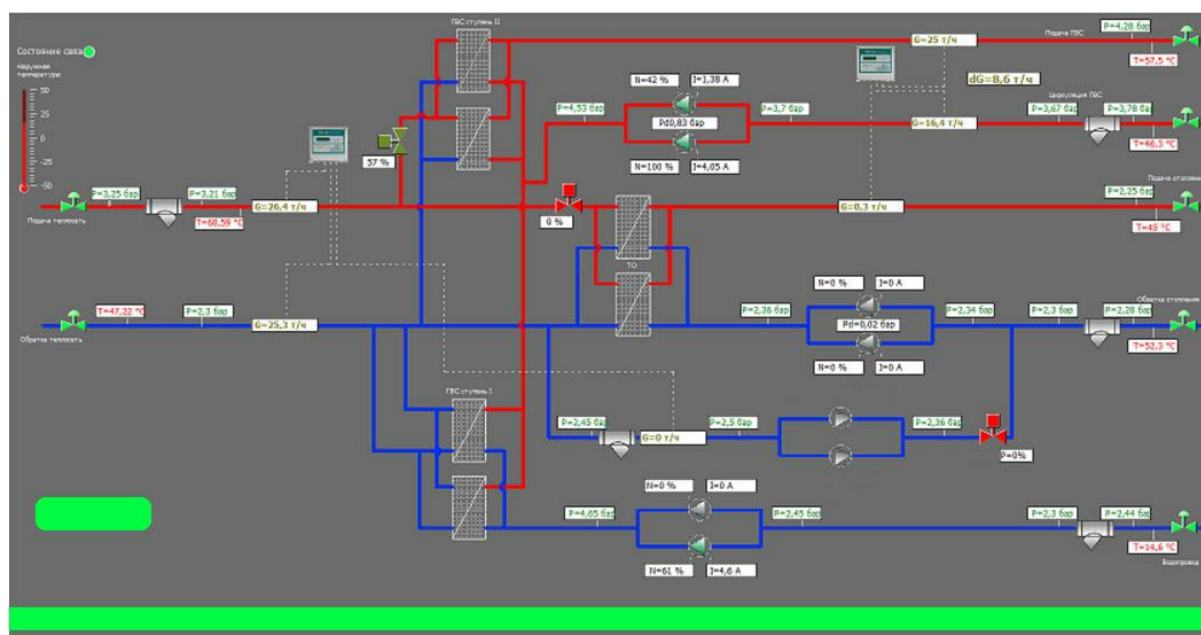 ГВС ступень II
P=4,28 бар
Подача ГВС
G=25 т/ч
T=57,5 °C
Состояние связи
Наружная
температура:
50
25
0
-25
-50
N=42 %
I=1,38 A
dG=8,6 т/ч
P=4,53 бар
Pd0,83 бар
P=3,7 бар
Циркуляция ГВС
P=3,67 бар
P=3,78 бар
G=16,4 т/ч
T=46,3 °C
57 %
N=100 %
I=4,05 A
P=3,25 бар
P=3,21 бар
G=26,4 т/ч
Подача теплосеть
T=68,59 °C
0 %
G=0,3 т/ч
Подача отопления
P=2,25 бар
T=45 °C
ТО
T=47,22 °C
P=2,3 бар
G=25,3 т/ч
Обратка теплосеть
N=0 %
I=0 A
P=2,36 бар
Pd=0,02 бар
P=2,34 бар
P=2,3 бар
P=2,28 бар
Обратка отопления
T=52,3 °C
N=0 %
I=0 A
ГВС ступень I
P=2,45 бар
G=0 т/ч
P=2,5 бар
P=2,36 бар
P=0%
N=0 %
I=0 A
P=4,65 бар
P=2,45 бар
P=2,3 бар
P=2,44 бар
T=14,6 °C
Водопровод
N=61 %
I=4,6 A